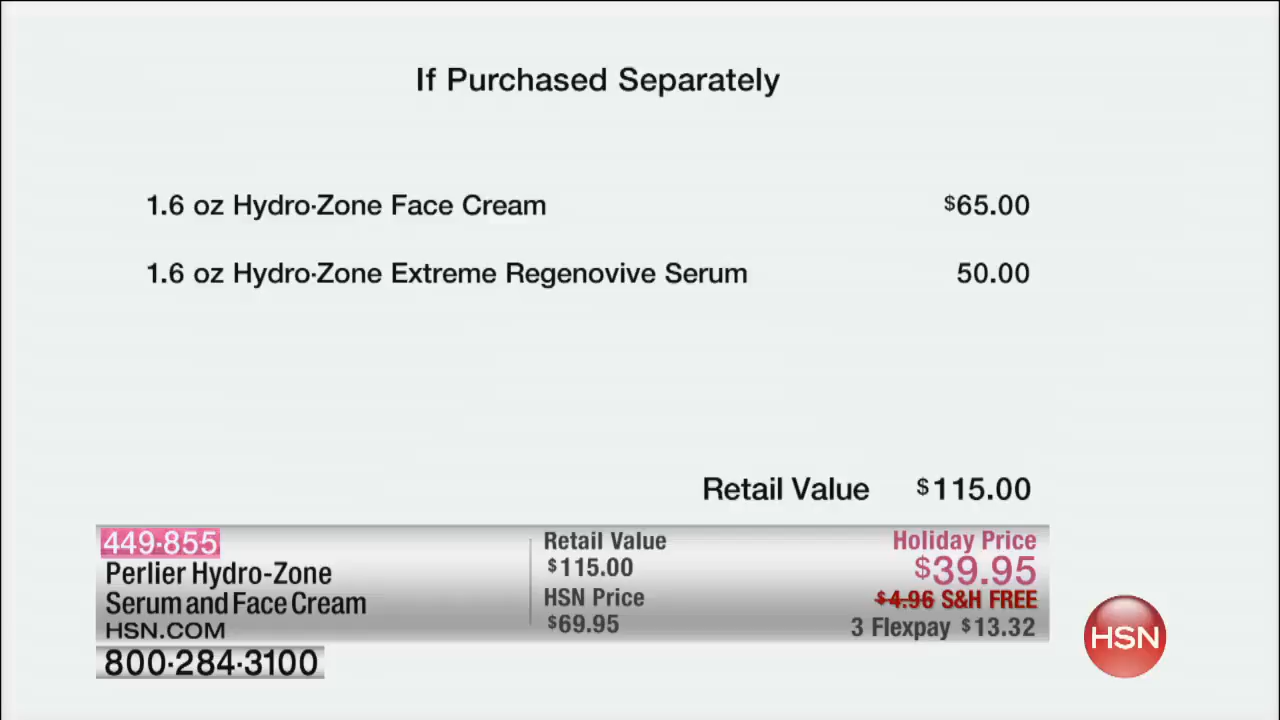 If Purchased Separately
1.6 oz Hydro·Zone Face Cream $65.00
1.6 oz Hydro·Zone Extreme Regenovive Serum 50.00
Retail Value $115.00
449·855
Perlier Hydro-Zone
Serum and Face Cream
HSN.COM
800·284·3100
Retail Value
$115.00
HSN Price
$69.95
Holiday Price
$39.95
$4.96 S&H FREE
3 Flexpay $13.32
HSN